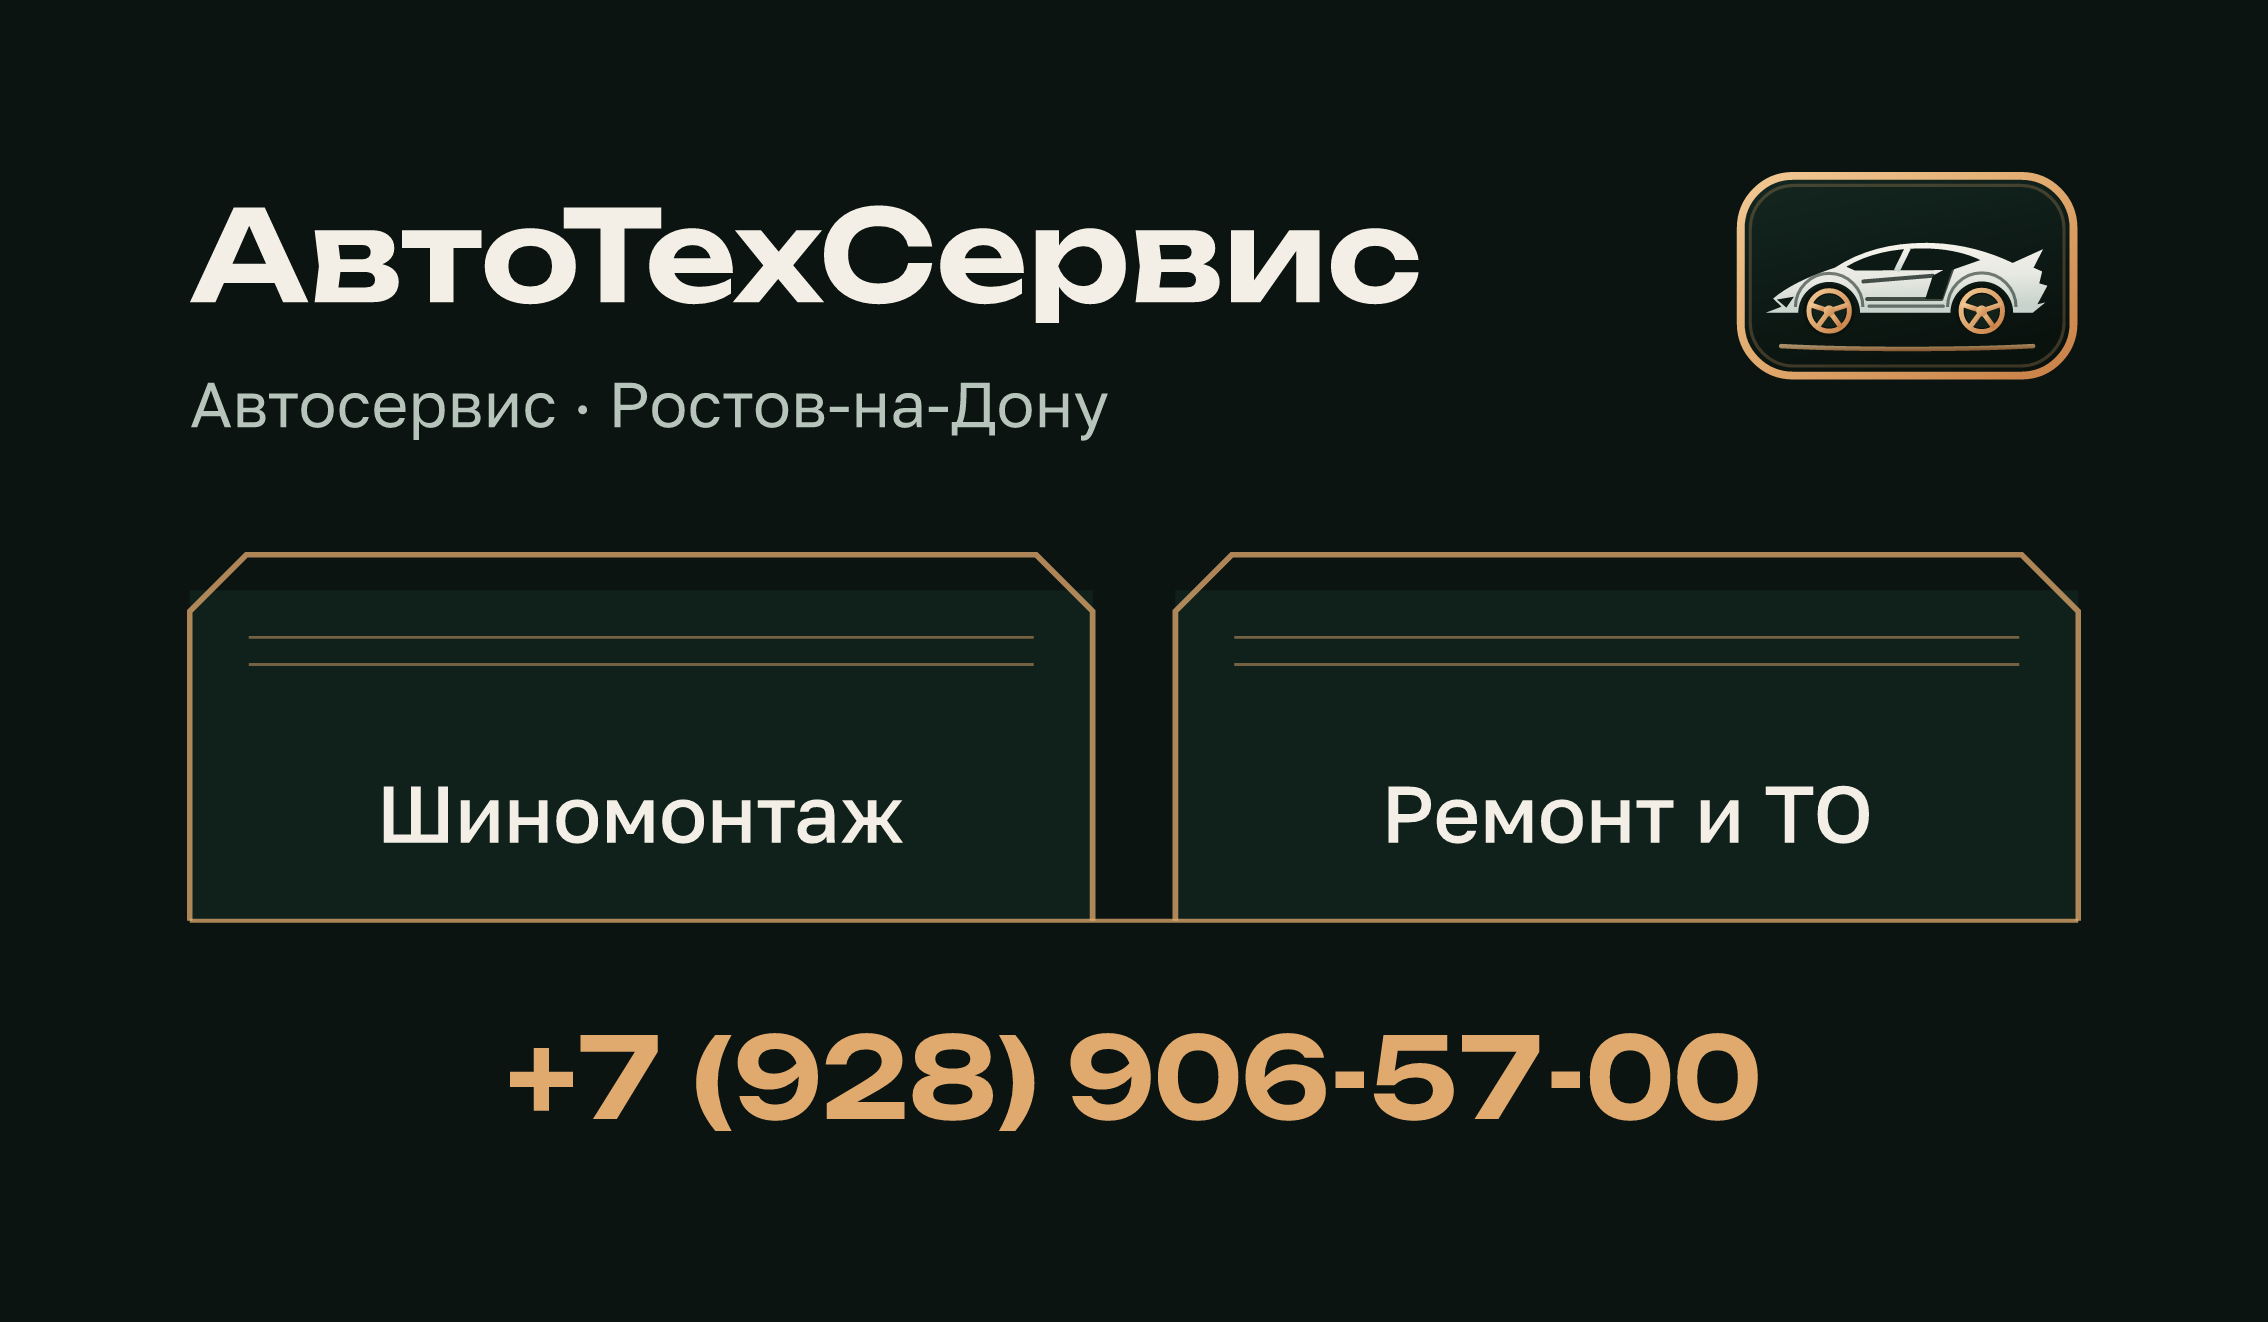 АвтоТехСервис
Автосервис · Ростов-на-Дону
Шиномонтаж
Ремонт и ТО
+7 (928) 906-57-00